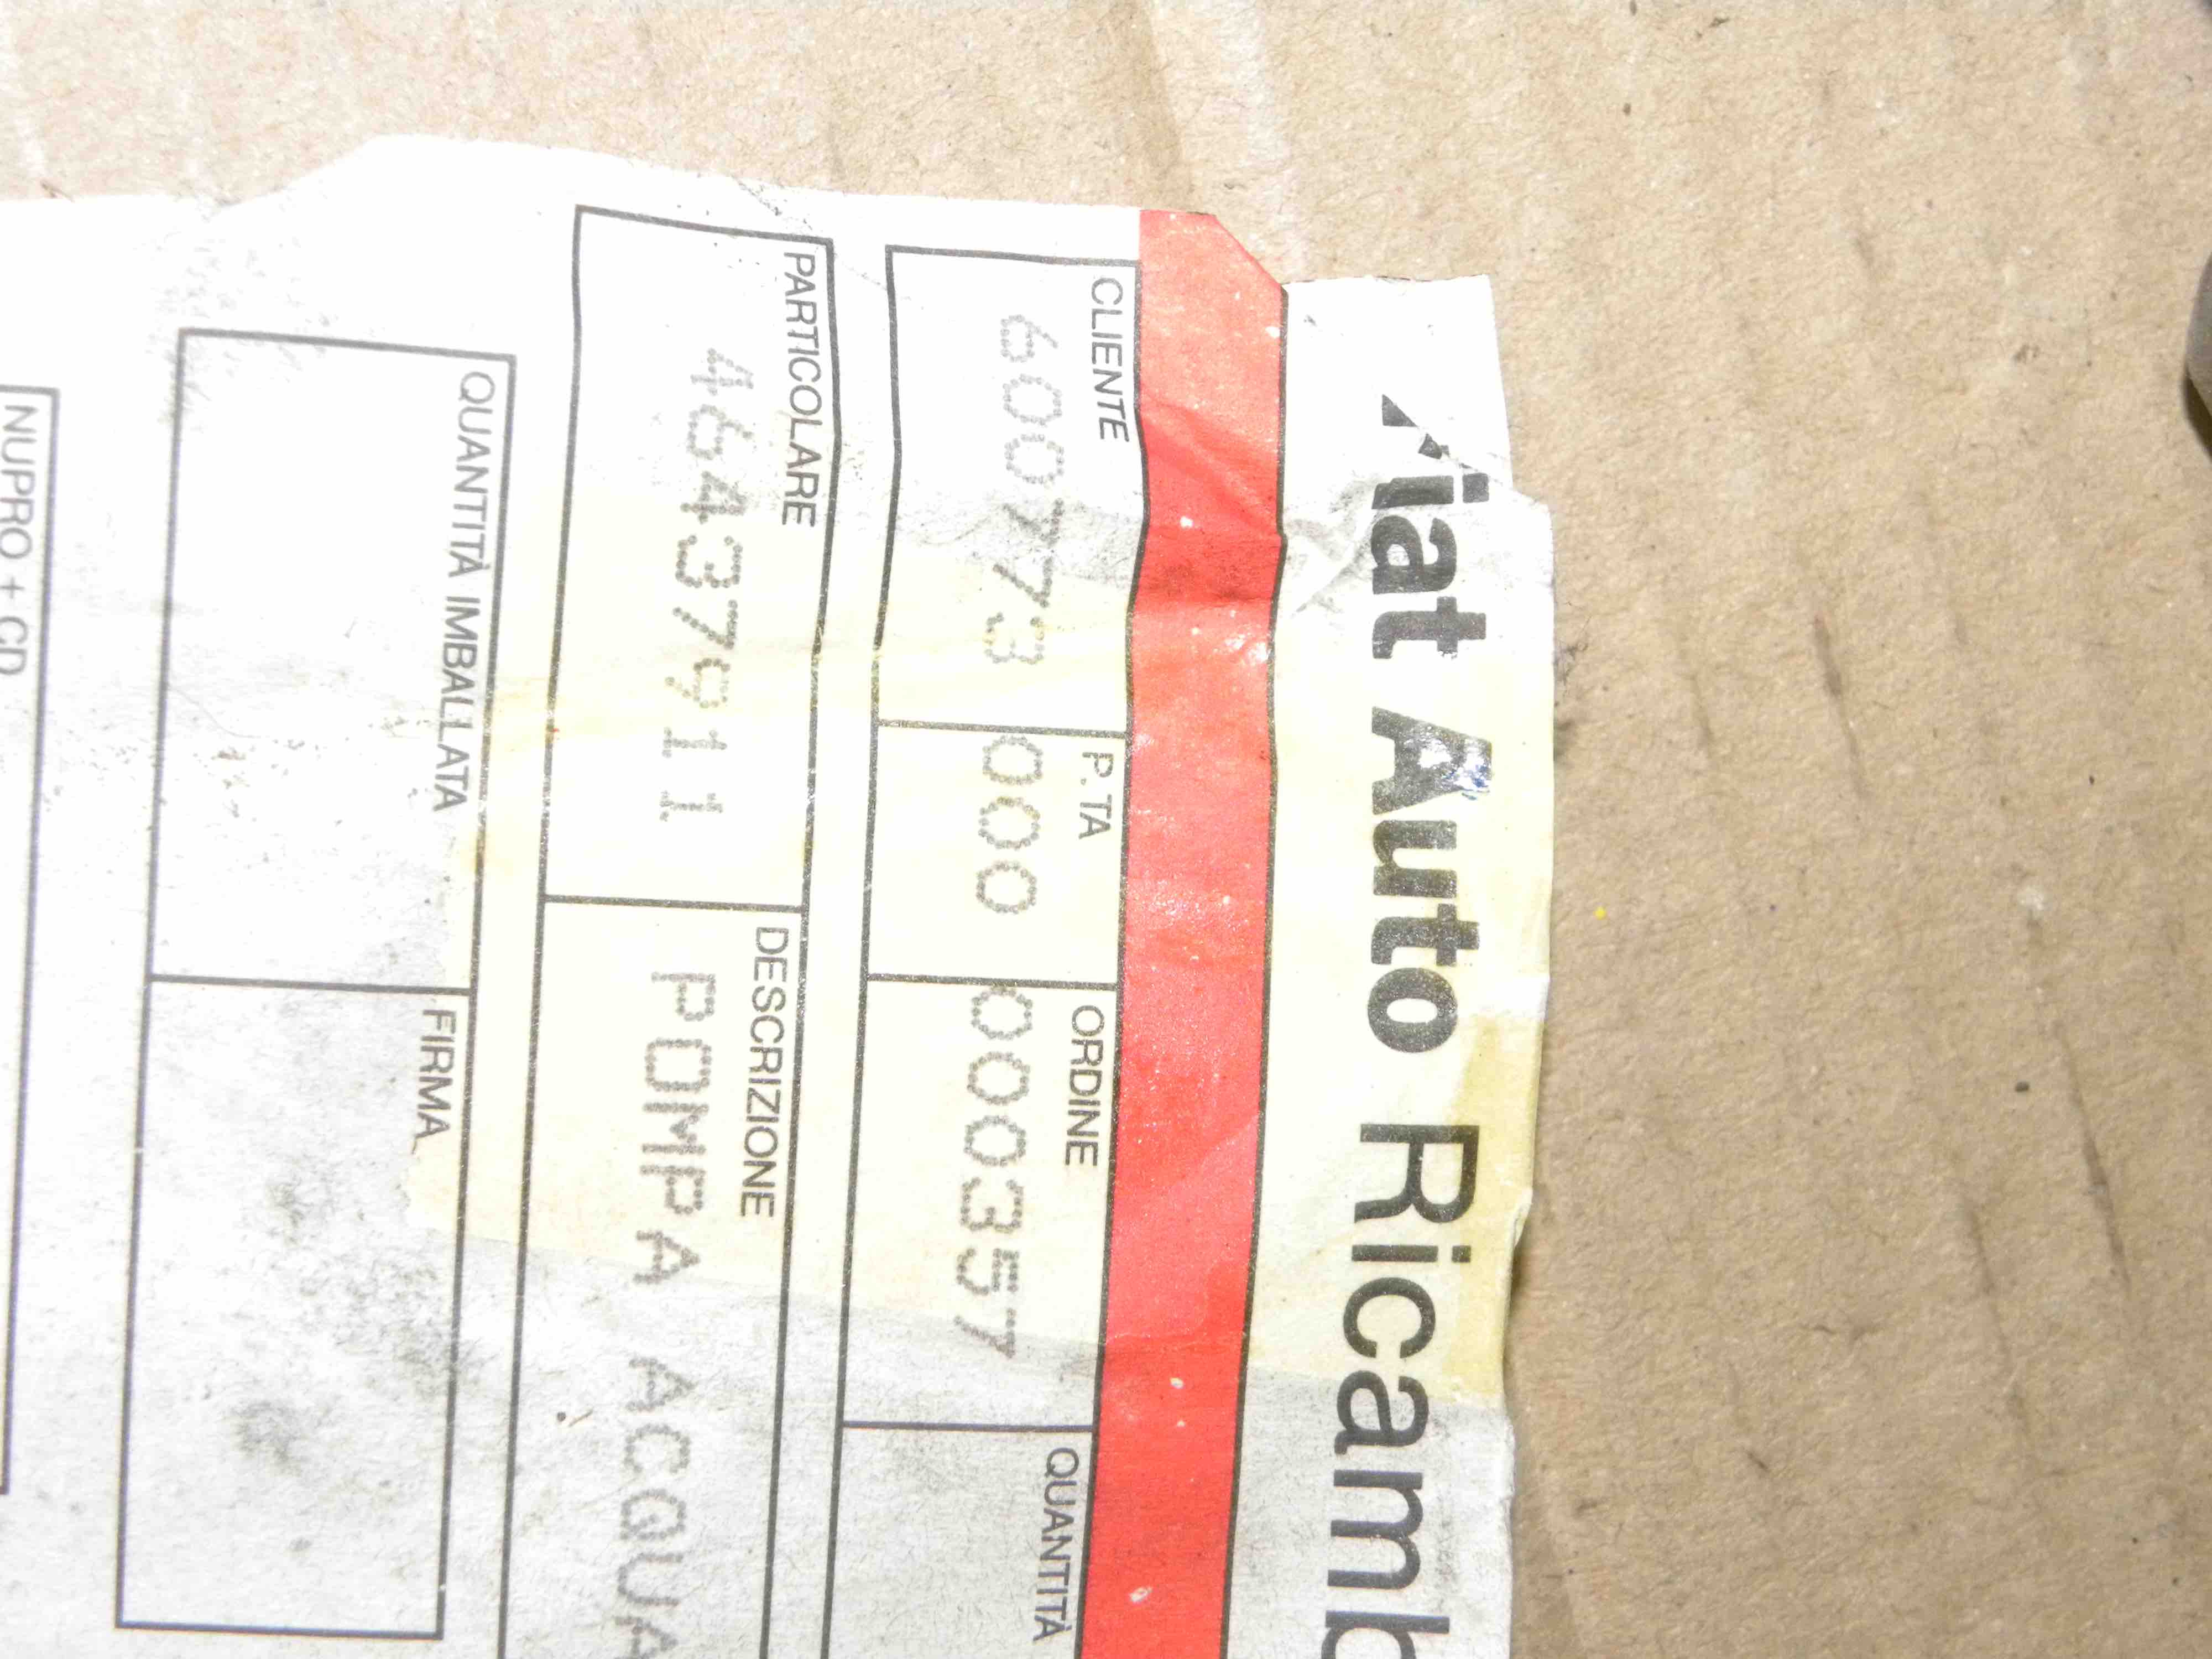 Fiat Auto Ricamb
CLIENTE P.TA ORDINE QUANTITÀ
600773 000 0000357
PARTICOLARE DESCRIZIONE
46437911 POMPA ACQUA
QUANTITÀ IMBALLATA FIRMA
NUPRO + CD